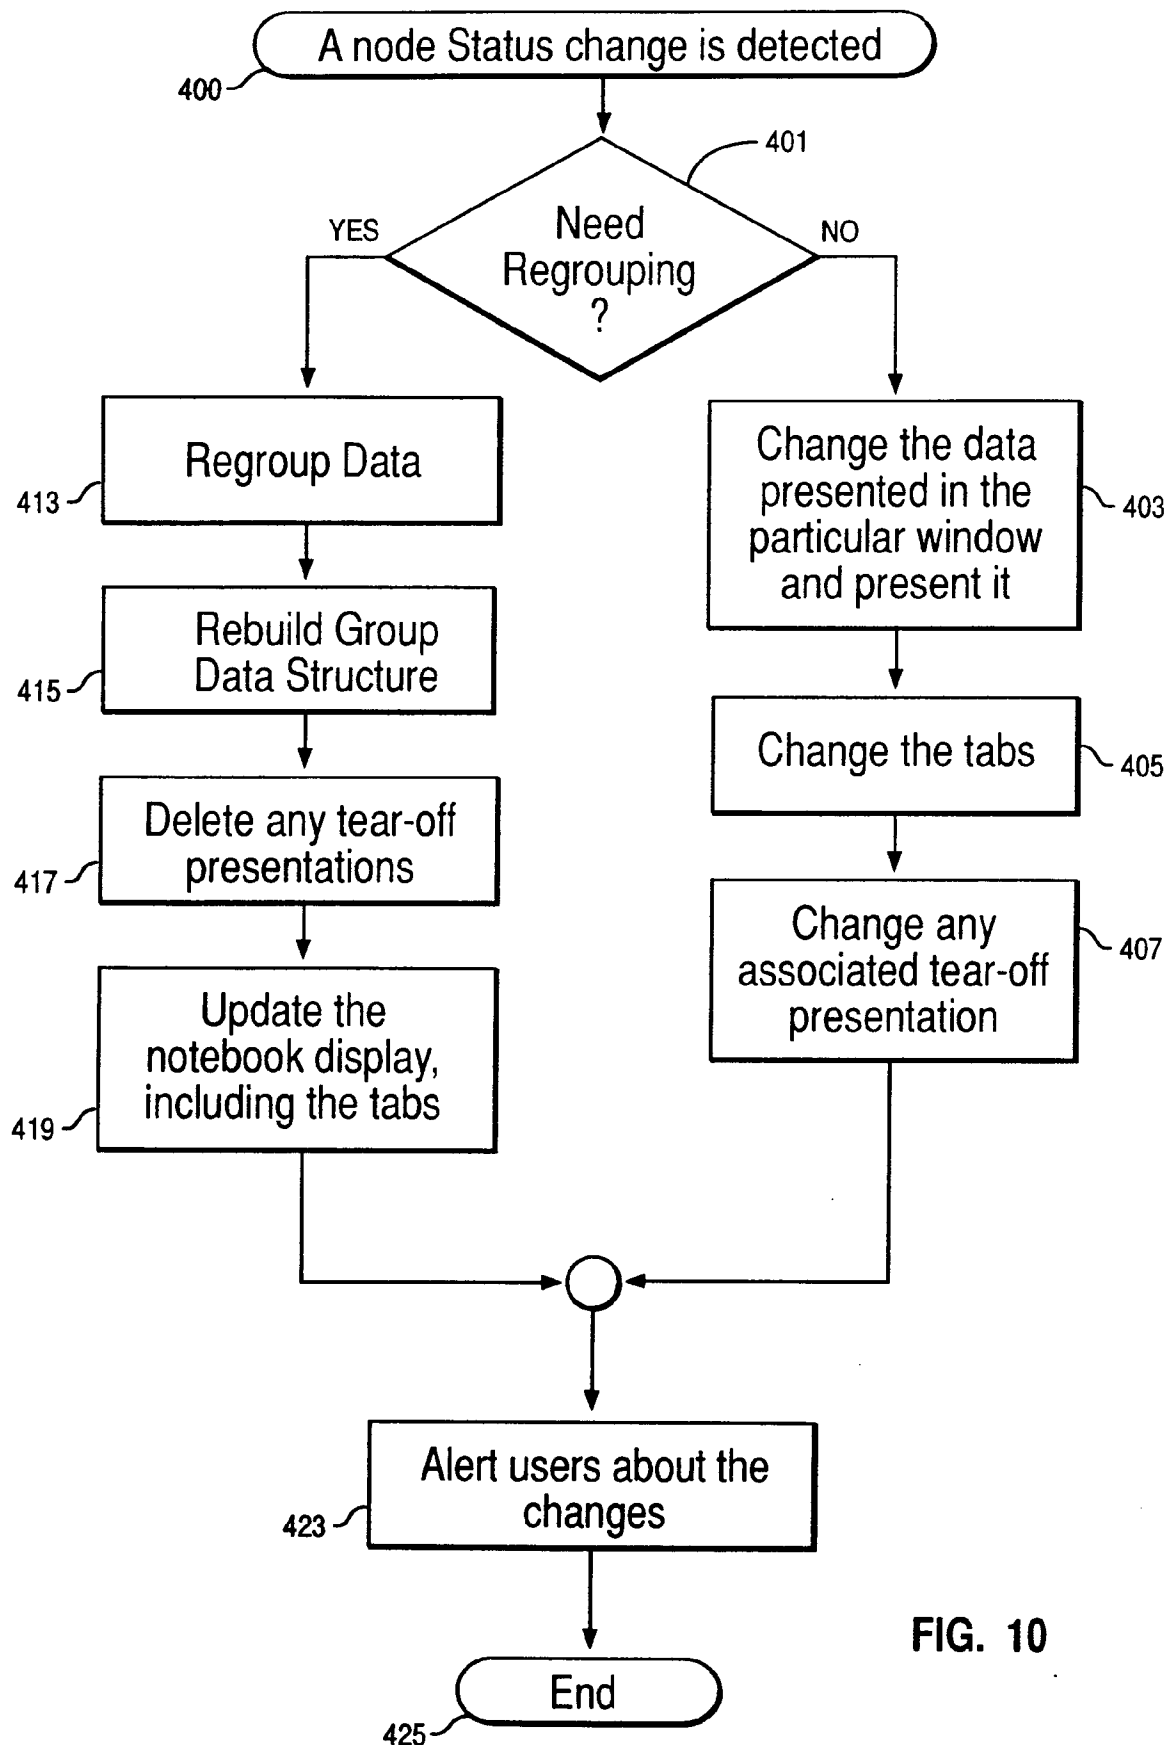 A node Status change is detected
400
401
Need
Regrouping
?
YES
NO
Regroup Data
413
Rebuild Group
Data Structure
415
Delete any tear-off
presentations
417
Update the
notebook display,
including the tabs
419
Change the data
presented in the
particular window
and present it
403
Change the tabs
405
Change any
associated tear-off
presentation
407
Alert users about the
changes
423
End
425
FIG. 10